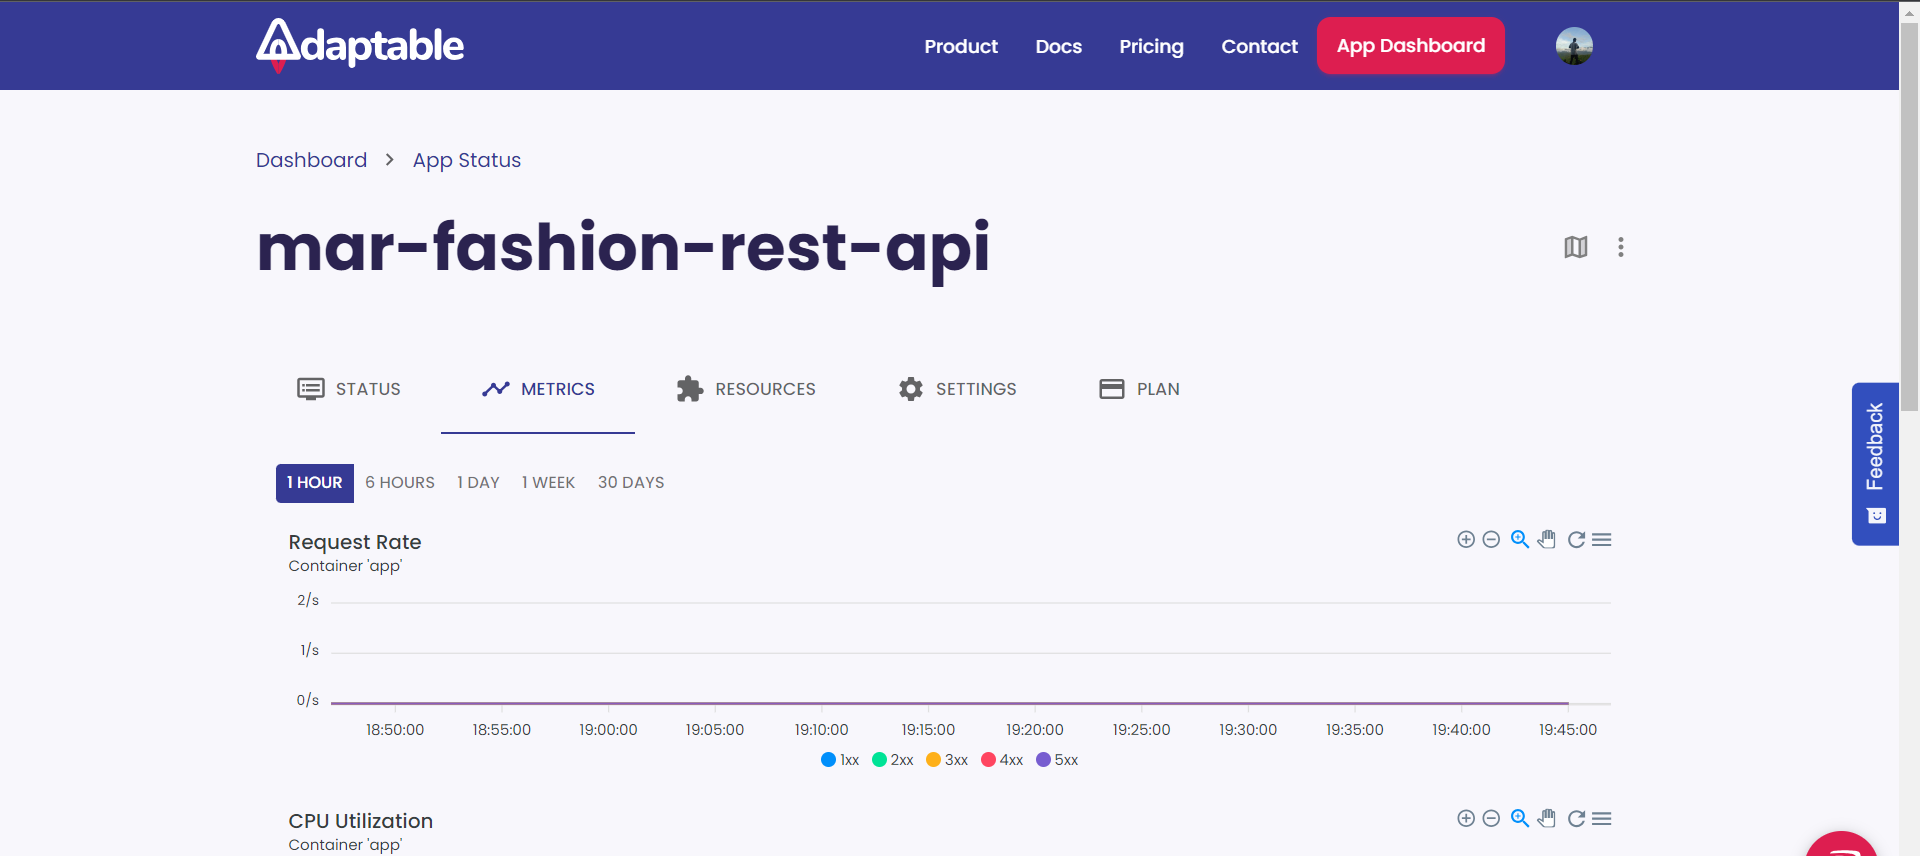 Adaptable
Product Docs Pricing Contact App Dashboard
Dashboard > App Status
mar-fashion-rest-api
STATUS METRICS RESOURCES SETTINGS PLAN
1 HOUR 6 HOURS 1 DAY 1 WEEK 30 DAYS
Feedback
Request Rate
Container 'app'
2/s
1/s
0/s
18:50:00 18:55:00 19:00:00 19:05:00 19:10:00 19:15:00 19:20:00 19:25:00 19:30:00 19:35:00 19:40:00 19:45:00
1xx 2xx 3xx 4xx 5xx
CPU Utilization
Container 'app'